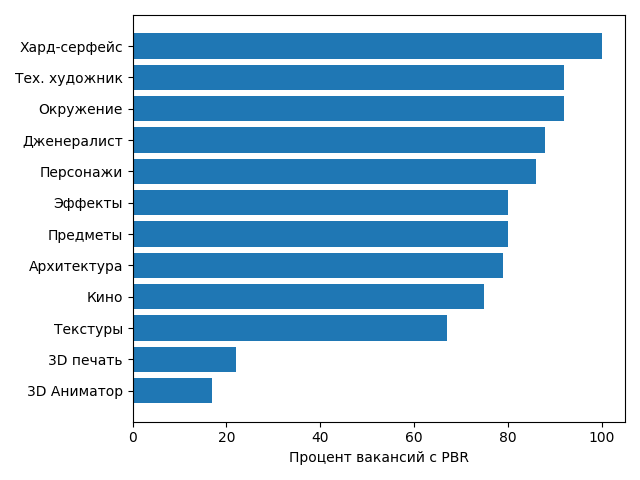 Хард-серфейс
Тех. художник
Окружение
Дженералист
Персонажи
Эффекты
Предметы
Архитектура
Кино
Текстуры
3D печать
3D Аниматор
0 20 40 60 80 100
Процент вакансий с PBR